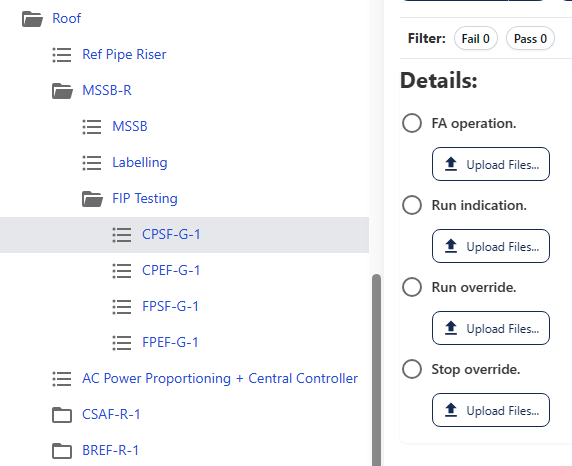 Roof
Ref Pipe Riser
MSSB-R
MSSB
Labelling
FIP Testing
CPSF-G-1
CPEF-G-1
FPSF-G-1
FPEF-G-1
AC Power Proportioning + Central Controller
CSAF-R-1
BREF-R-1
Filter: Fail 0 Pass 0
Details:
FA operation.
Upload Files...
Run indication.
Upload Files...
Run override.
Upload Files...
Stop override.
Upload Files...